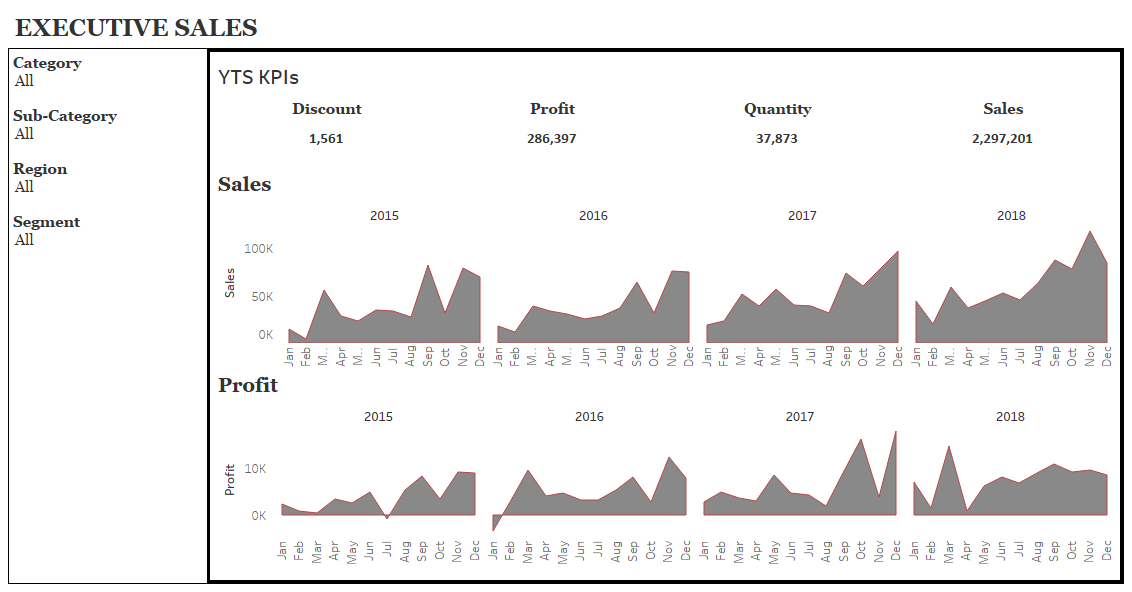 EXECUTIVE SALES
Category
All
Sub-Category
All
Region
All
Segment
All
YTS KPIs
Discount Profit Quantity Sales
1,561 286,397 37,873 2,297,201
Sales
2015 2016 2017 2018
100K
50K
0K
Sales
Jan Feb M.. Apr M.. Jun Jul Aug Sep Oct Nov Dec Jan Feb M.. Apr M.. Jun Jul Aug Sep Oct Nov Dec Jan Feb M.. Apr M.. Jun Jul Aug Sep Oct Nov Dec Jan Feb M.. Apr M.. Jun Jul Aug Sep Oct Nov Dec
Profit
2015 2016 2017 2018
10K
0K
Profit
Jan Feb Mar Apr May Jun Jul Aug Sep Oct Nov Dec Jan Feb Mar Apr May Jun Jul Aug Sep Oct Nov Dec Jan Feb Mar Apr May Jun Jul Aug Sep Oct Nov Dec Jan Feb Mar Apr May Jun Jul Aug Sep Oct Nov Dec